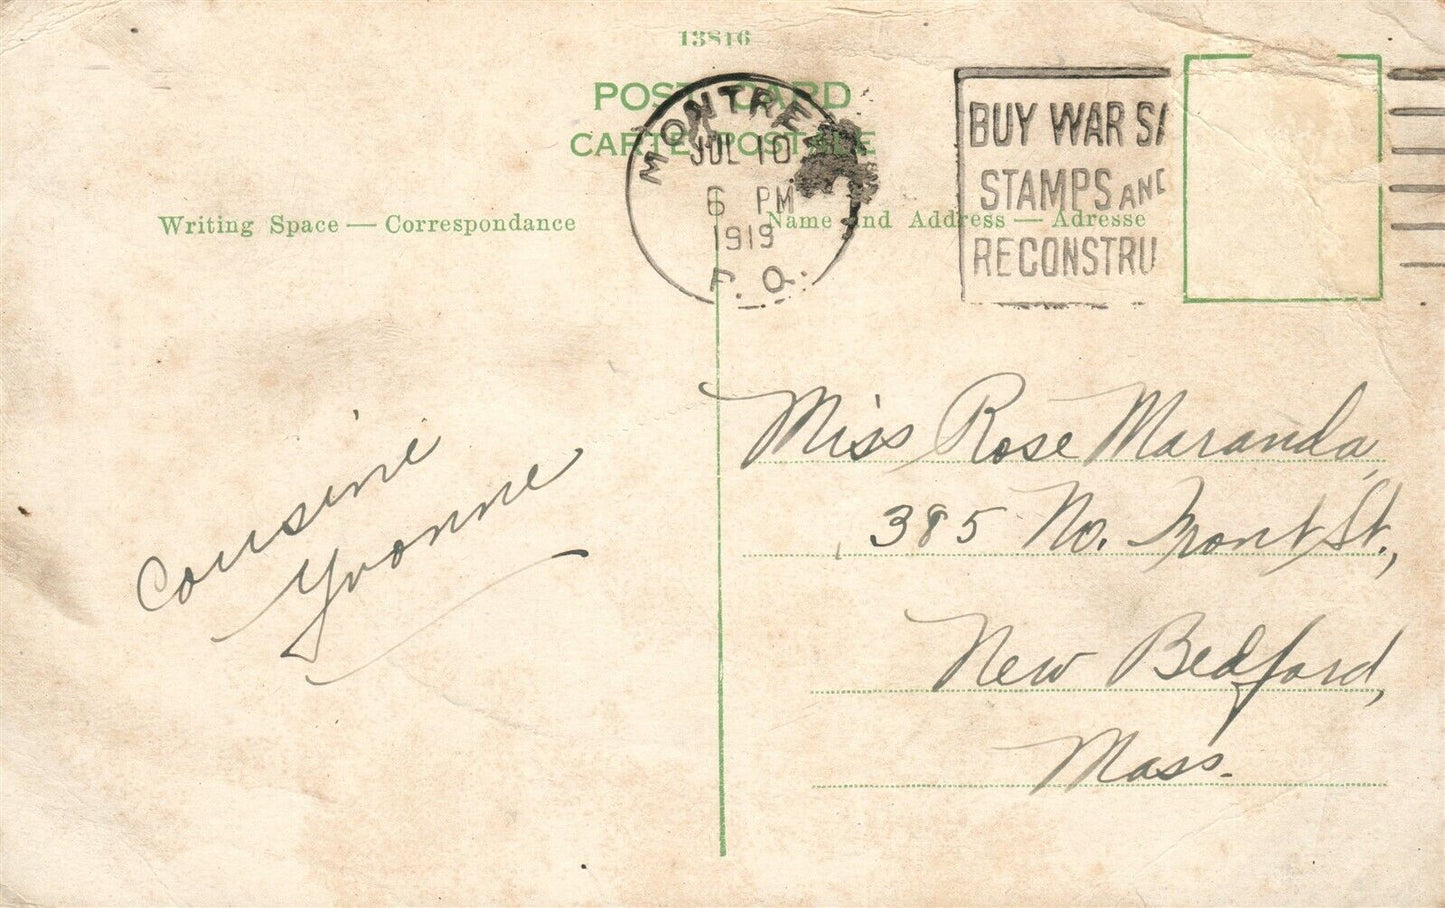 13816
POST CARD
CARTE POSTALE
MONTREAL
JUL 10
6 PM
1919
P.Q.
BUY WAR SA
STAMPS AND
RECONSTRU
Writing Space — Correspondance
Name and Address — Adresse
Cousine
Yvonne
Miss Rose Maranda,
385 No. Front St.,
New Bedford,
Mass.